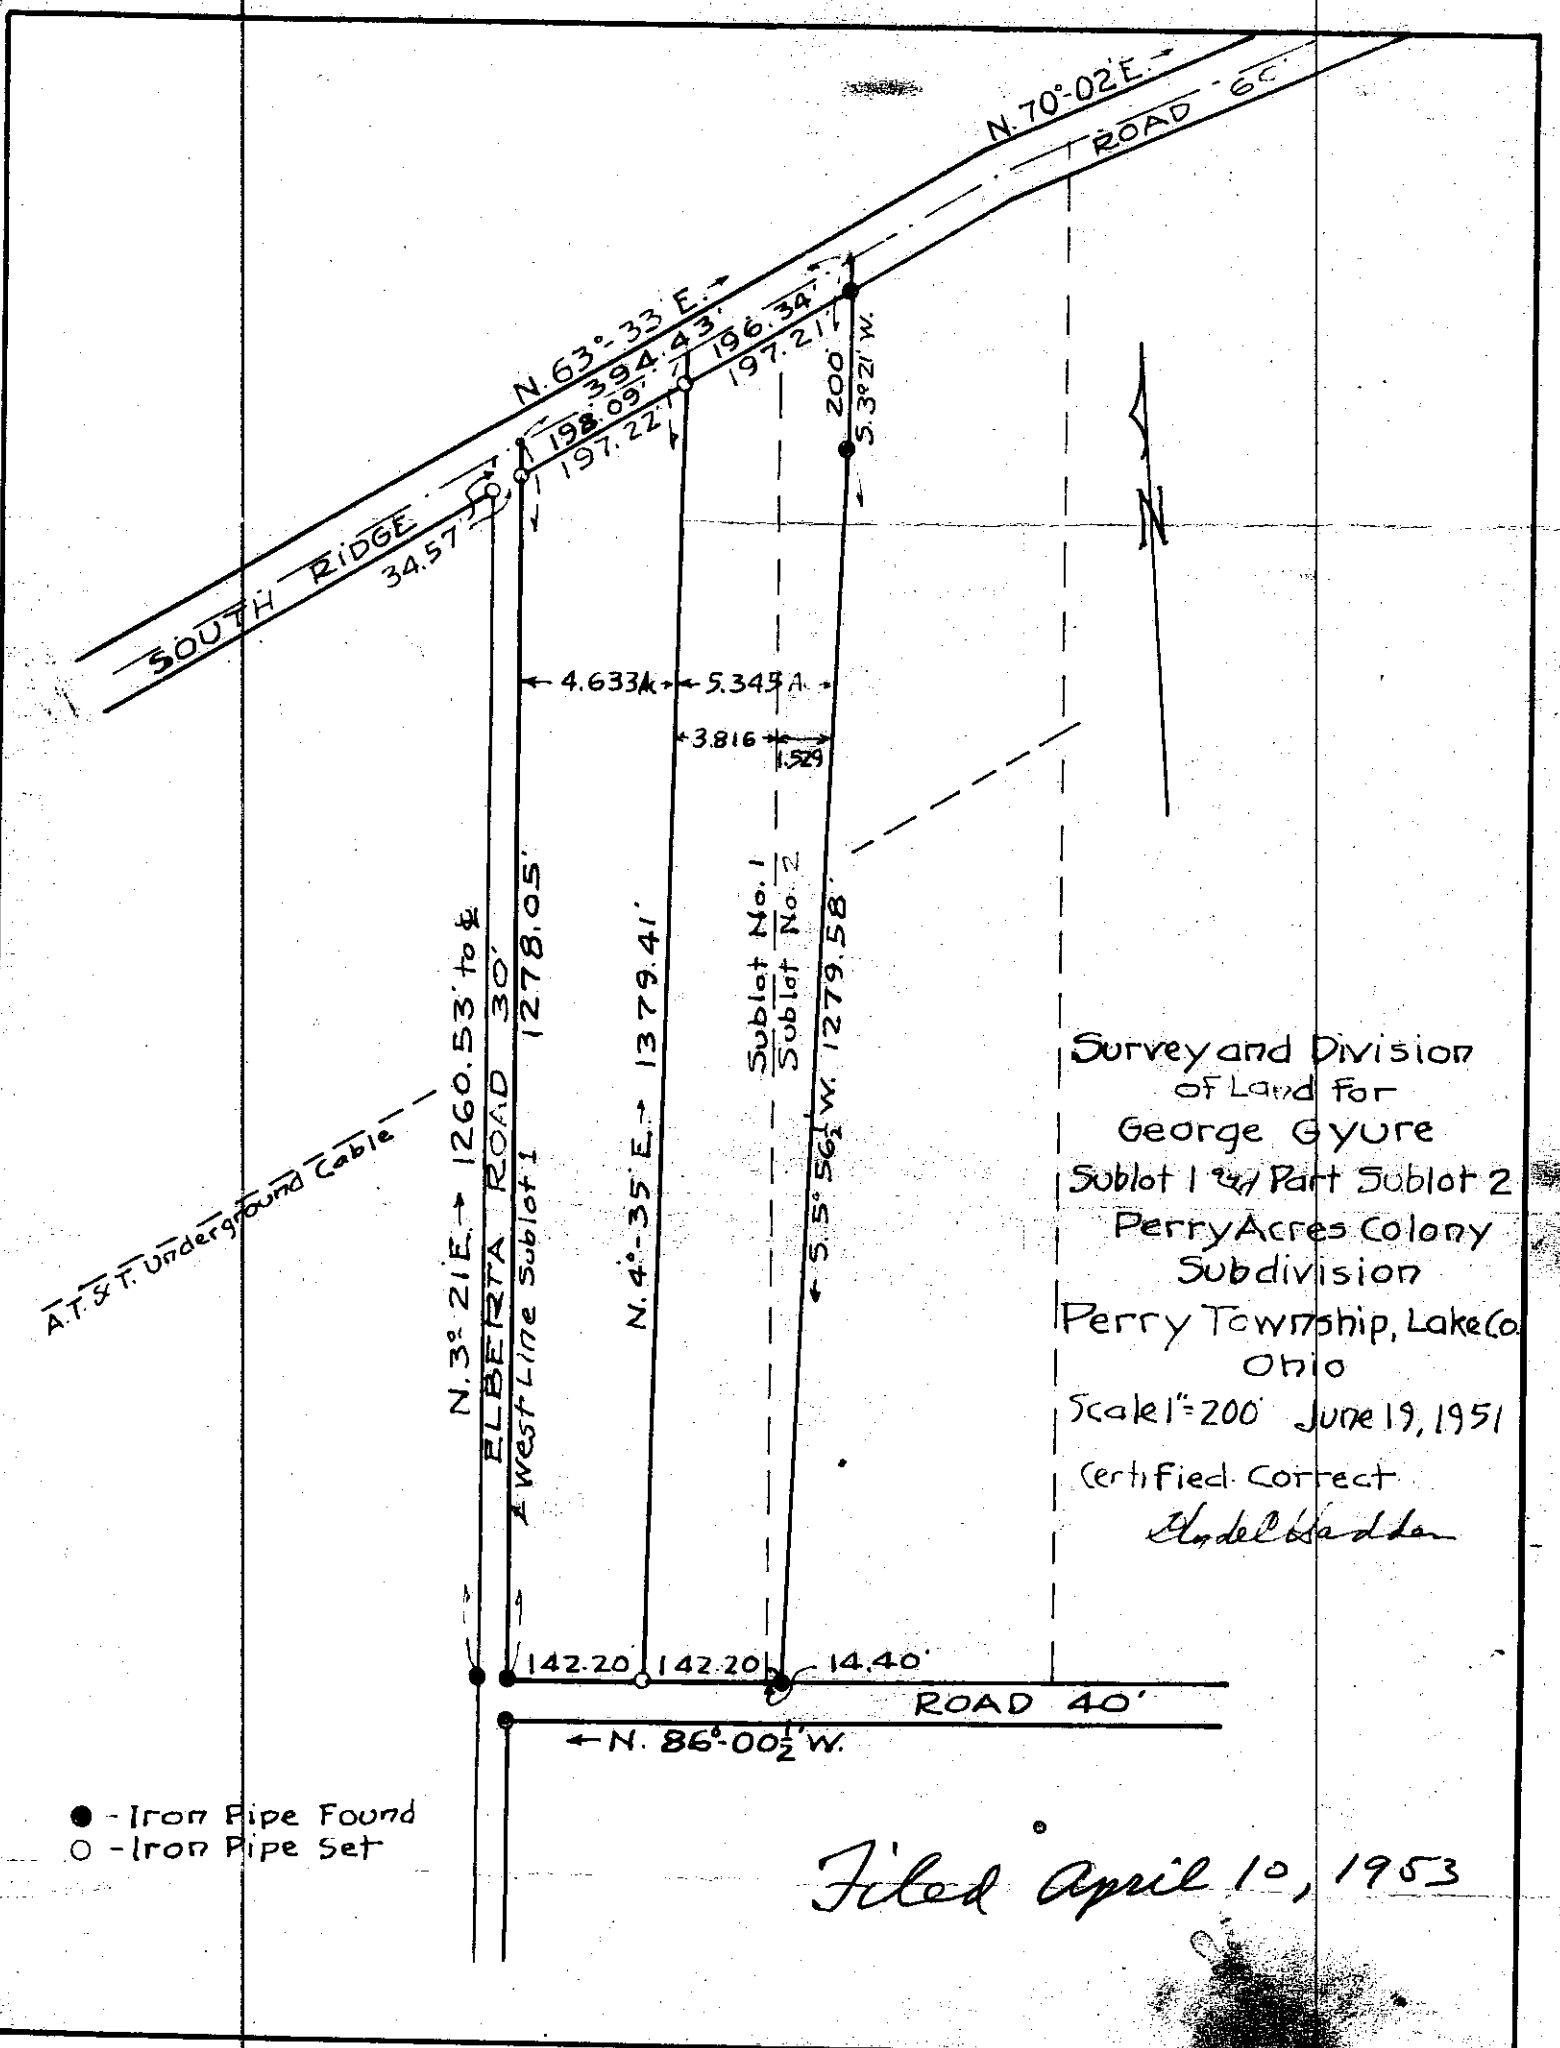 N. 70°-02' E. →
ROAD 60'
N. 63°-33' E. →
394.43'
198.09'
196.34'
197.22'
197.21'
200'
S. 3° 21' W.
SOUTH RIDGE
34.57'
N
← 4.633 A. →
← 5.345 A. →
← 3.816 →
1.529
N. 3° 21' E. → 1260.53' to ℄
ELBERTA ROAD 30'
1278.05'
West Line Sublot 1
N. 4°-35' E. → 1379.41'
Sublot No. 1
Sublot No. 2
← S. 5° 56½' W. 1279.58'
A.T. & T. Underground Cable
Survey and Division
of Land for
George Gyure
Sublot 1 and Part Sublot 2
Perry Acres Colony
Subdivision
Perry Township, Lake Co.
Ohio
Scale 1"=200' June 19, 1951
Certified Correct
142.20'
142.20'
14.40'
ROAD 40'
← N. 86°-00½' W.
● - Iron Pipe Found
○ - Iron Pipe Set
Filed April 10, 1953